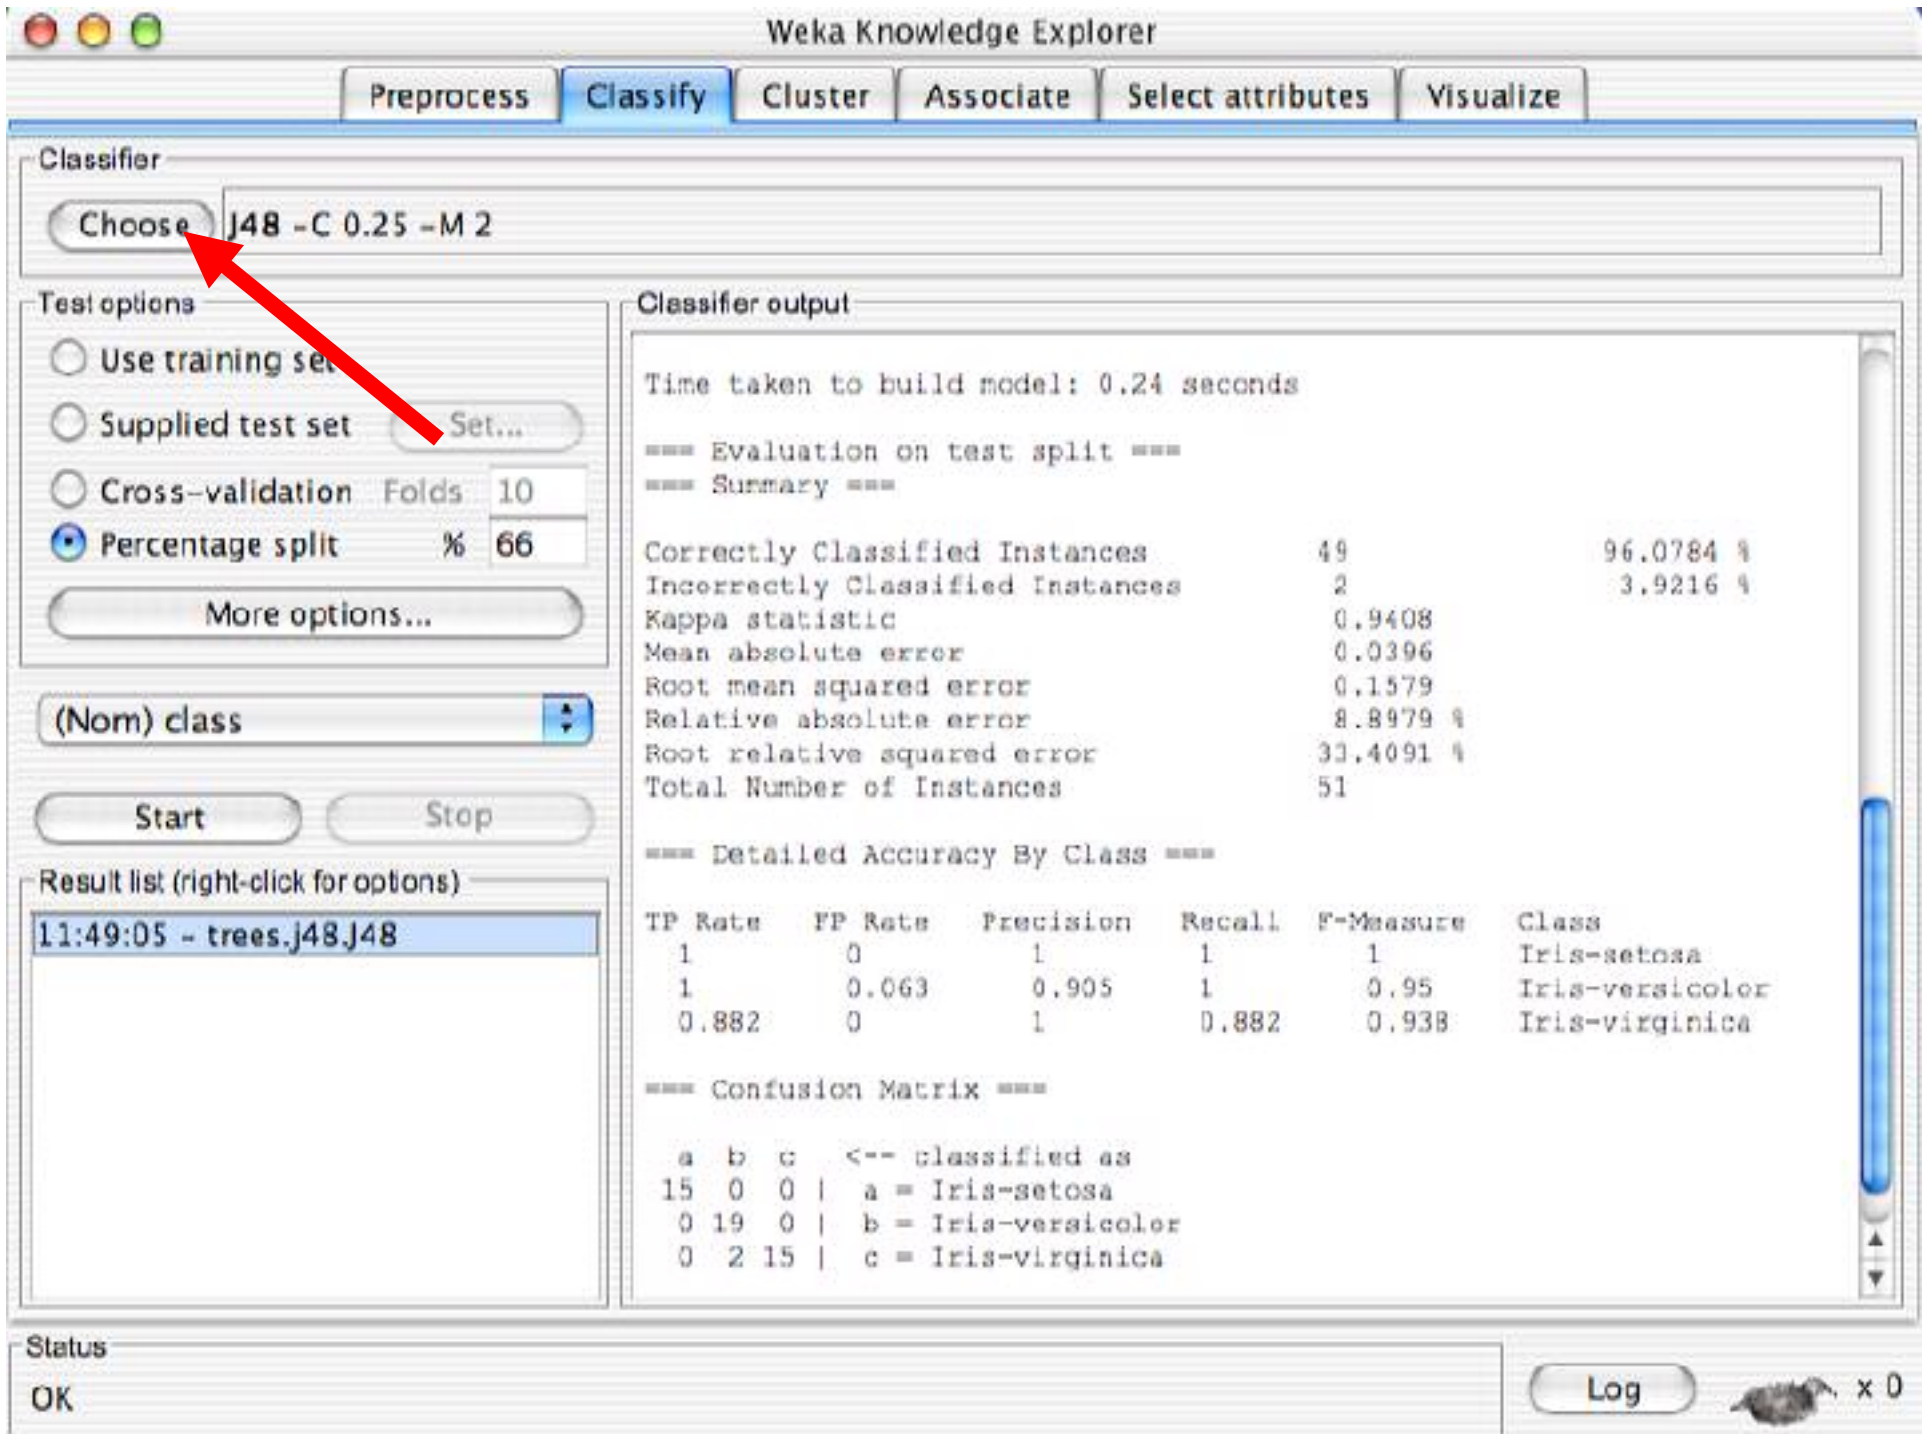 Weka Knowledge Explorer
Preprocess Classify Cluster Associate Select attributes Visualize
Classifier
Choose J48 -C 0.25 -M 2
Test options
Use training set
Supplied test set Set...
Cross-validation Folds 10
Percentage split % 66
More options...
(Nom) class
Start Stop
Result list (right-click for options)
11:49:05 - trees.j48.J48
Classifier output
Time taken to build model: 0.24 seconds
=== Evaluation on test split ===
=== Summary ===
Correctly Classified Instances 49 96.0784 %
Incorrectly Classified Instances 2 3.9216 %
Kappa statistic 0.9408
Mean absolute error 0.0396
Root mean squared error 0.1579
Relative absolute error 8.8979 %
Root relative squared error 33.4091 %
Total Number of Instances 51
=== Detailed Accuracy By Class ===
TP Rate FP Rate Precision Recall F-Measure Class
1 0 1 1 1 Iris-setosa
1 0.063 0.905 1 0.95 Iris-versicolor
0.882 0 1 0.882 0.938 Iris-virginica
=== Confusion Matrix ===
a b c <-- classified as
15 0 0 | a = Iris-setosa
0 19 0 | b = Iris-versicolor
0 2 15 | c = Iris-virginica
Status
OK
Log x 0